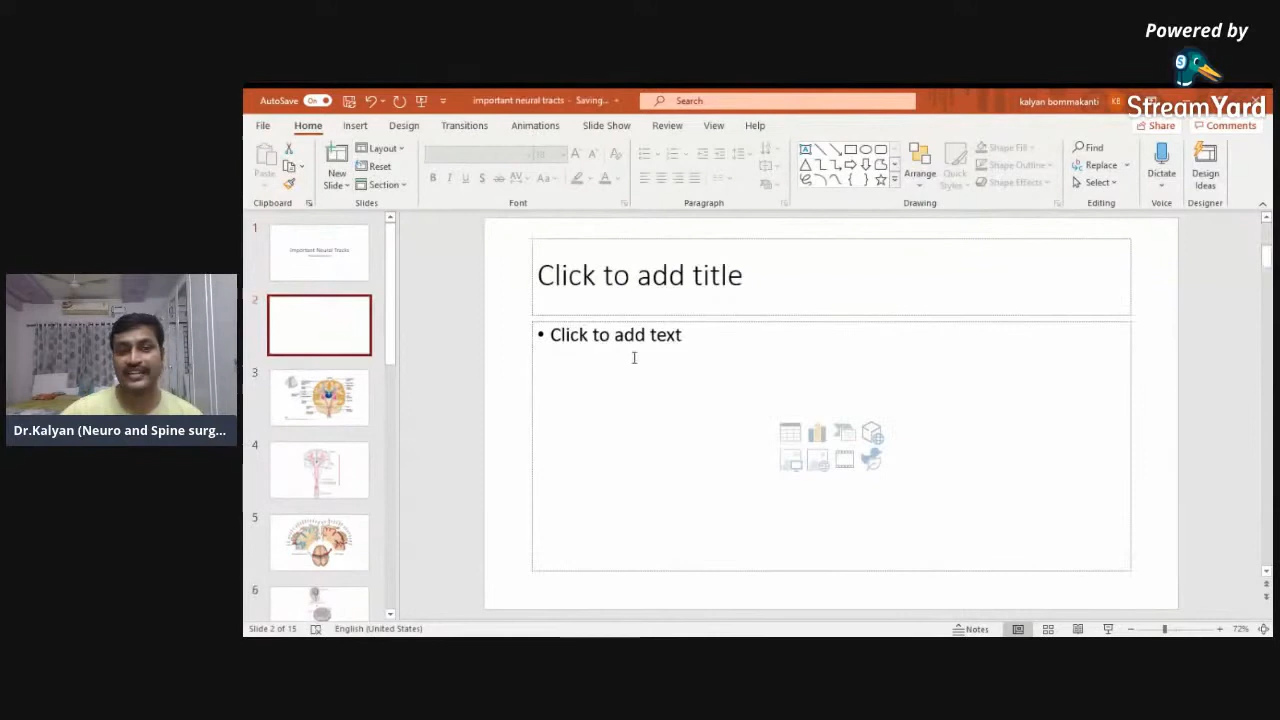 Powered by
StreamYard
AutoSave On
important neural tracts - Saving...
Search
kalyan bommakanti
KB
File Home Insert Design Transitions Animations Slide Show Review View Help
Share Comments
Paste
New
Slide
Layout
Reset
Section
Arrange
Quick
Styles
Shape Fill
Shape Outline
Shape Effects
Find
Replace
Select
Dictate
Design
Ideas
Clipboard Slides Font Paragraph Drawing Editing Voice Designer
1
Important Neural Tracts
2
3
4
5
6
Click to add title
• Click to add text
Dr.Kalyan (Neuro and Spine surg...
Slide 2 of 15 English (United States) Notes 72%